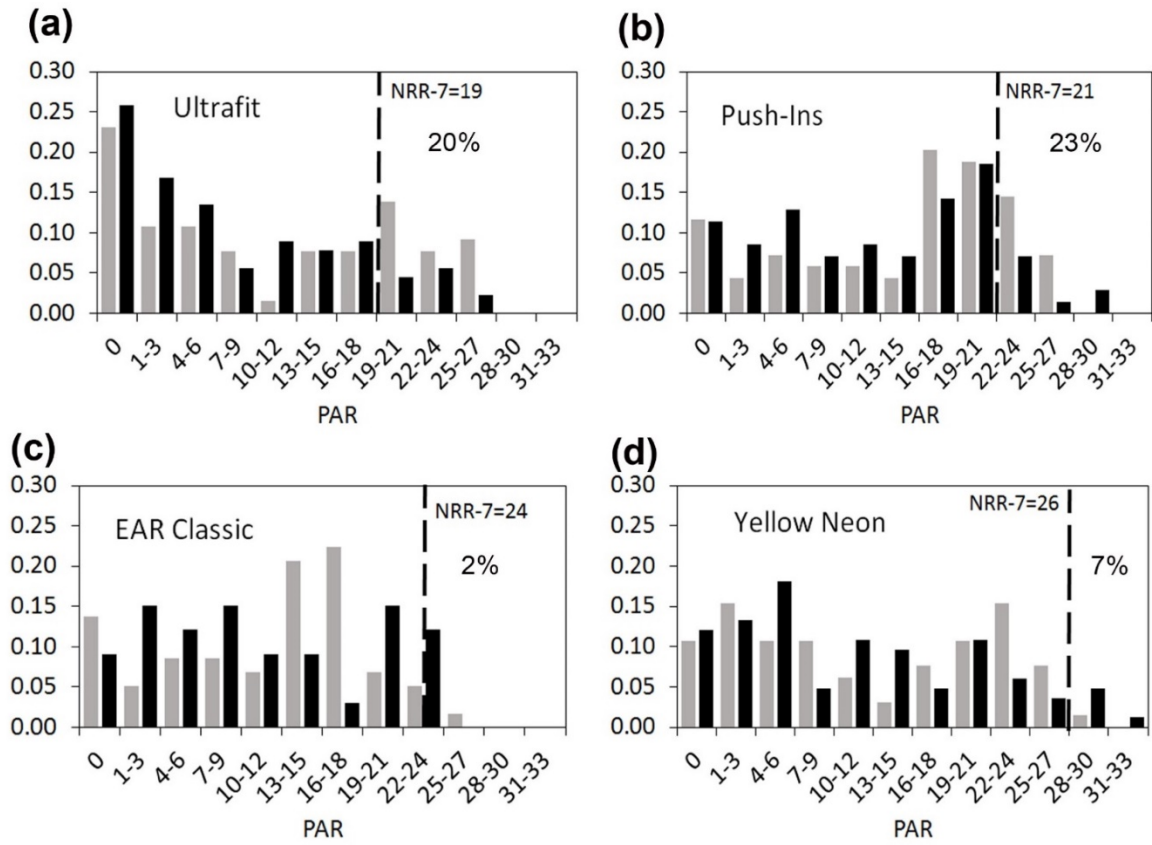 (a)
0.30
0.25
0.20
0.15
0.10
0.05
0.00
Ultrafit
NRR-7=19
20%
0 1-3 4-6 7-9 10-12 13-15 16-18 19-21 22-24 25-27 28-30 31-33
PAR
(b)
0.30
0.25
0.20
0.15
0.10
0.05
0.00
Push-Ins
NRR-7=21
23%
0 1-3 4-6 7-9 10-12 13-15 16-18 19-21 22-24 25-27 28-30 31-33
PAR
(c)
0.30
0.25
0.20
0.15
0.10
0.05
0.00
EAR Classic
NRR-7=24
2%
0 1-3 4-6 7-9 10-12 13-15 16-18 19-21 22-24 25-27 28-30 31-33
PAR
(d)
0.30
0.25
0.20
0.15
0.10
0.05
0.00
Yellow Neon
NRR-7=26
7%
0 1-3 4-6 7-9 10-12 13-15 16-18 19-21 22-24 25-27 28-30 31-33
PAR